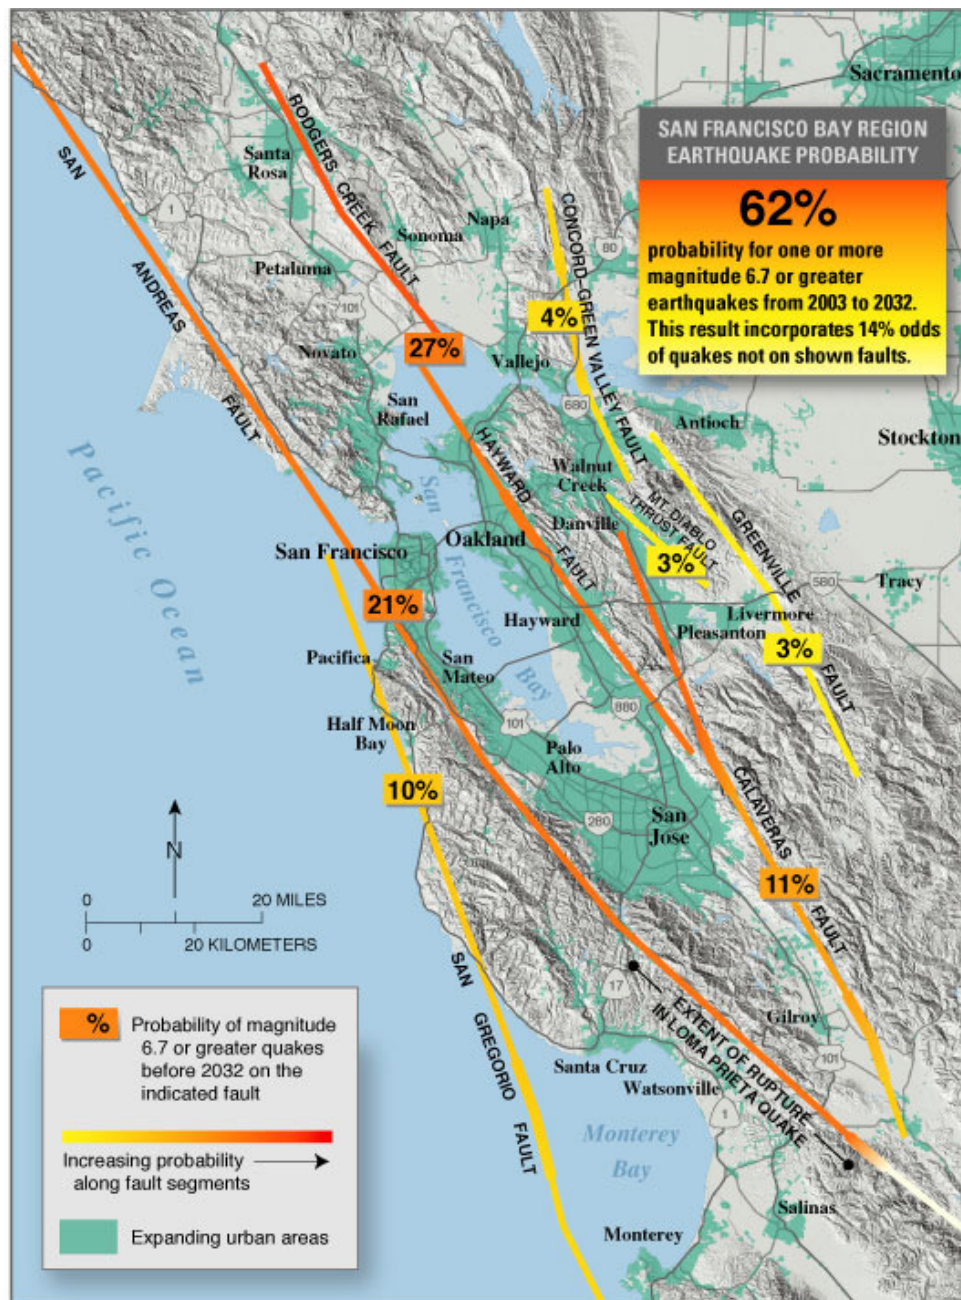 Sacramento
SAN FRANCISCO BAY REGION
EARTHQUAKE PROBABILITY
62%
probability for one or more
magnitude 6.7 or greater
earthquakes from 2003 to 2032.
This result incorporates 14% odds
of quakes not on shown faults.
SAN ANDREAS FAULT
RODGERS CREEK FAULT
CONCORD–GREEN VALLEY FAULT
Santa
Rosa
1
Napa
Sonoma
80
Petaluma
101
4%
27%
Novato
Vallejo
San
Rafael
680
Antioch
Stockton
HAYWARD FAULT
Walnut
Creek
MT. DIABLO
THRUST FAULT
GREENVILLE FAULT
Danville
Pacific Ocean
San Francisco
Oakland
San Francisco Bay
3%
580
Tracy
21%
Hayward
Livermore
Pleasanton
3%
Pacifica
San
Mateo
880
101
Half Moon
Bay
Palo
Alto
10%
CALAVERAS FAULT
280
San
Jose
11%
N
0 20 MILES
0 20 KILOMETERS
SAN GREGORIO FAULT
17
EXTENT OF RUPTURE
IN LOMA PRIETA QUAKE
Gilroy
101
Santa Cruz
Watsonville
1
Monterey
Bay
Salinas
Monterey
% Probability of magnitude
6.7 or greater quakes
before 2032 on the
indicated fault
Increasing probability
along fault segments
Expanding urban areas